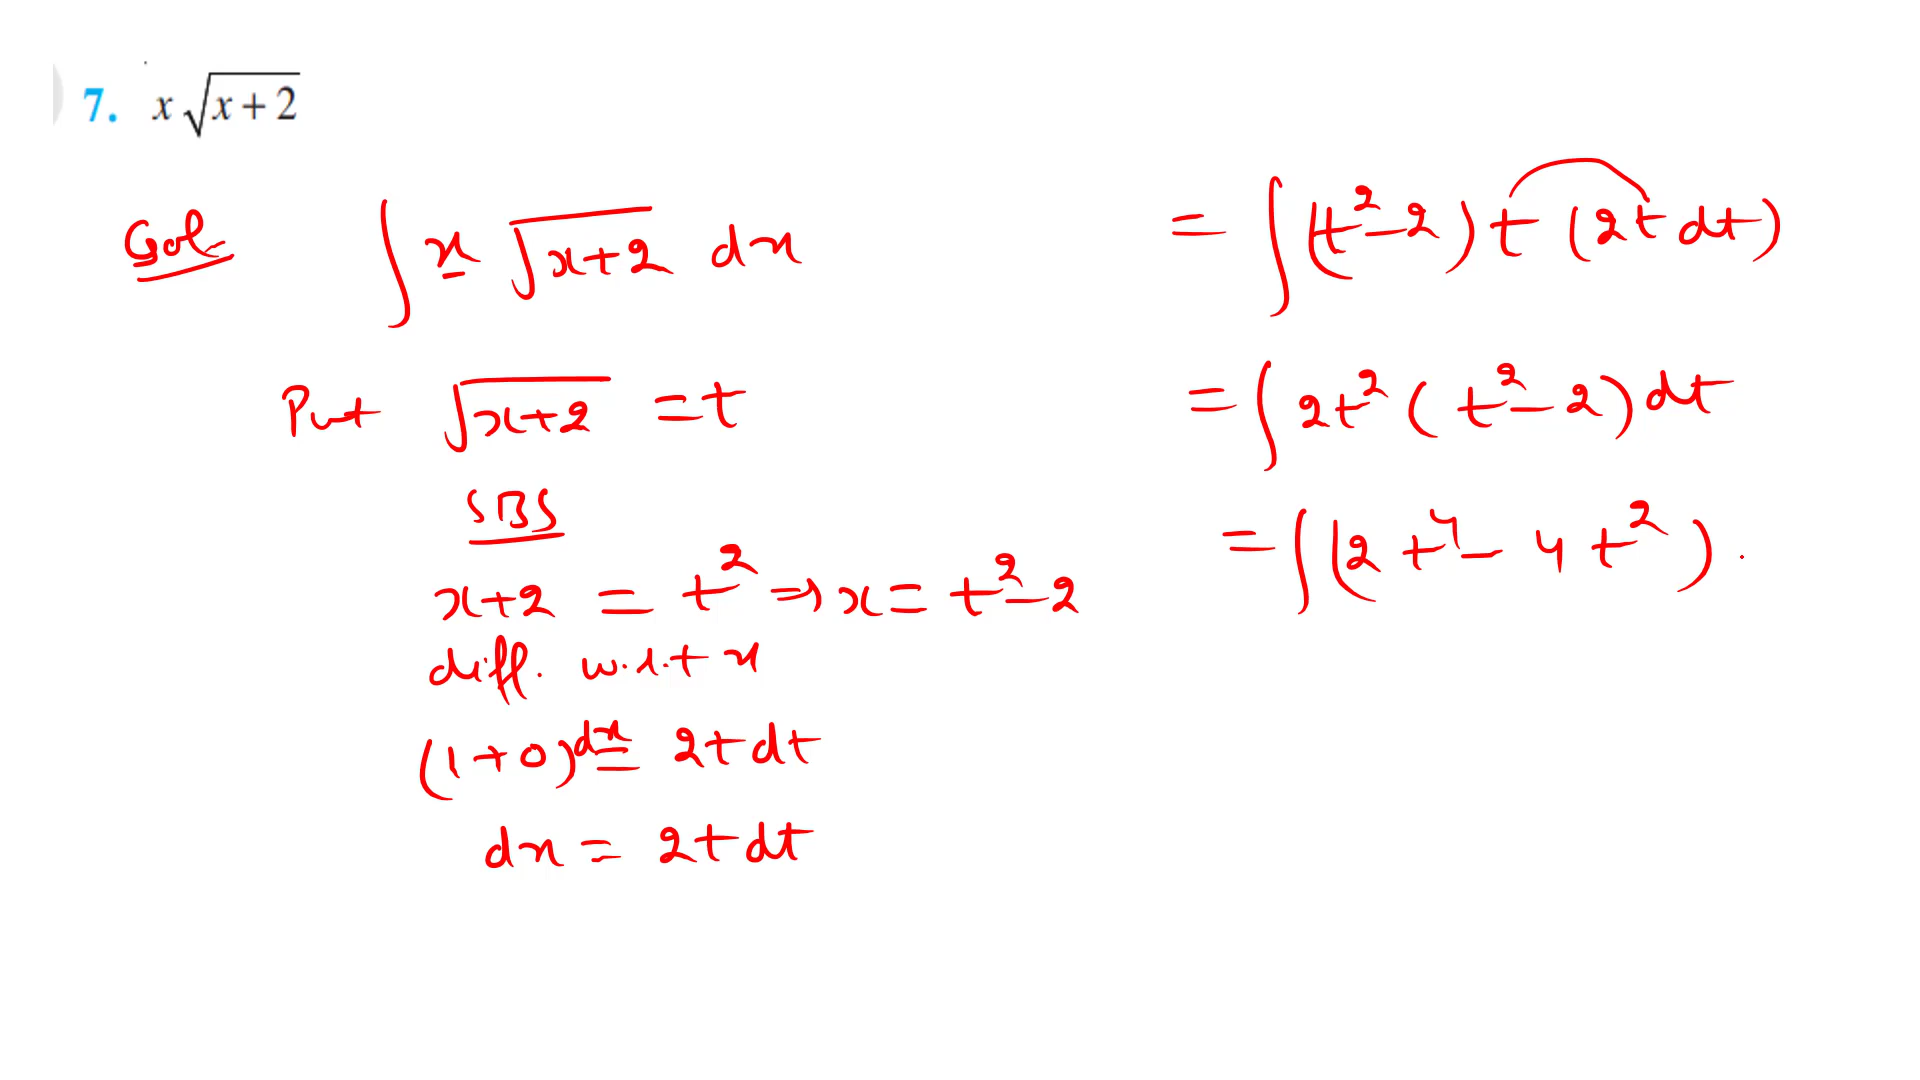 7. x√(x+2)
Sol
∫ x √(x+2) dx
Put √(x+2) = t
SBS
x+2 = t² ⇒ x = t²-2
diff. w.r.t x
(1+0)dx = 2t dt
dx = 2t dt
= ∫ (t²-2) t (2t dt)
= ∫ 2t² (t²-2) dt
= ∫ (2t⁴ - 4t²).